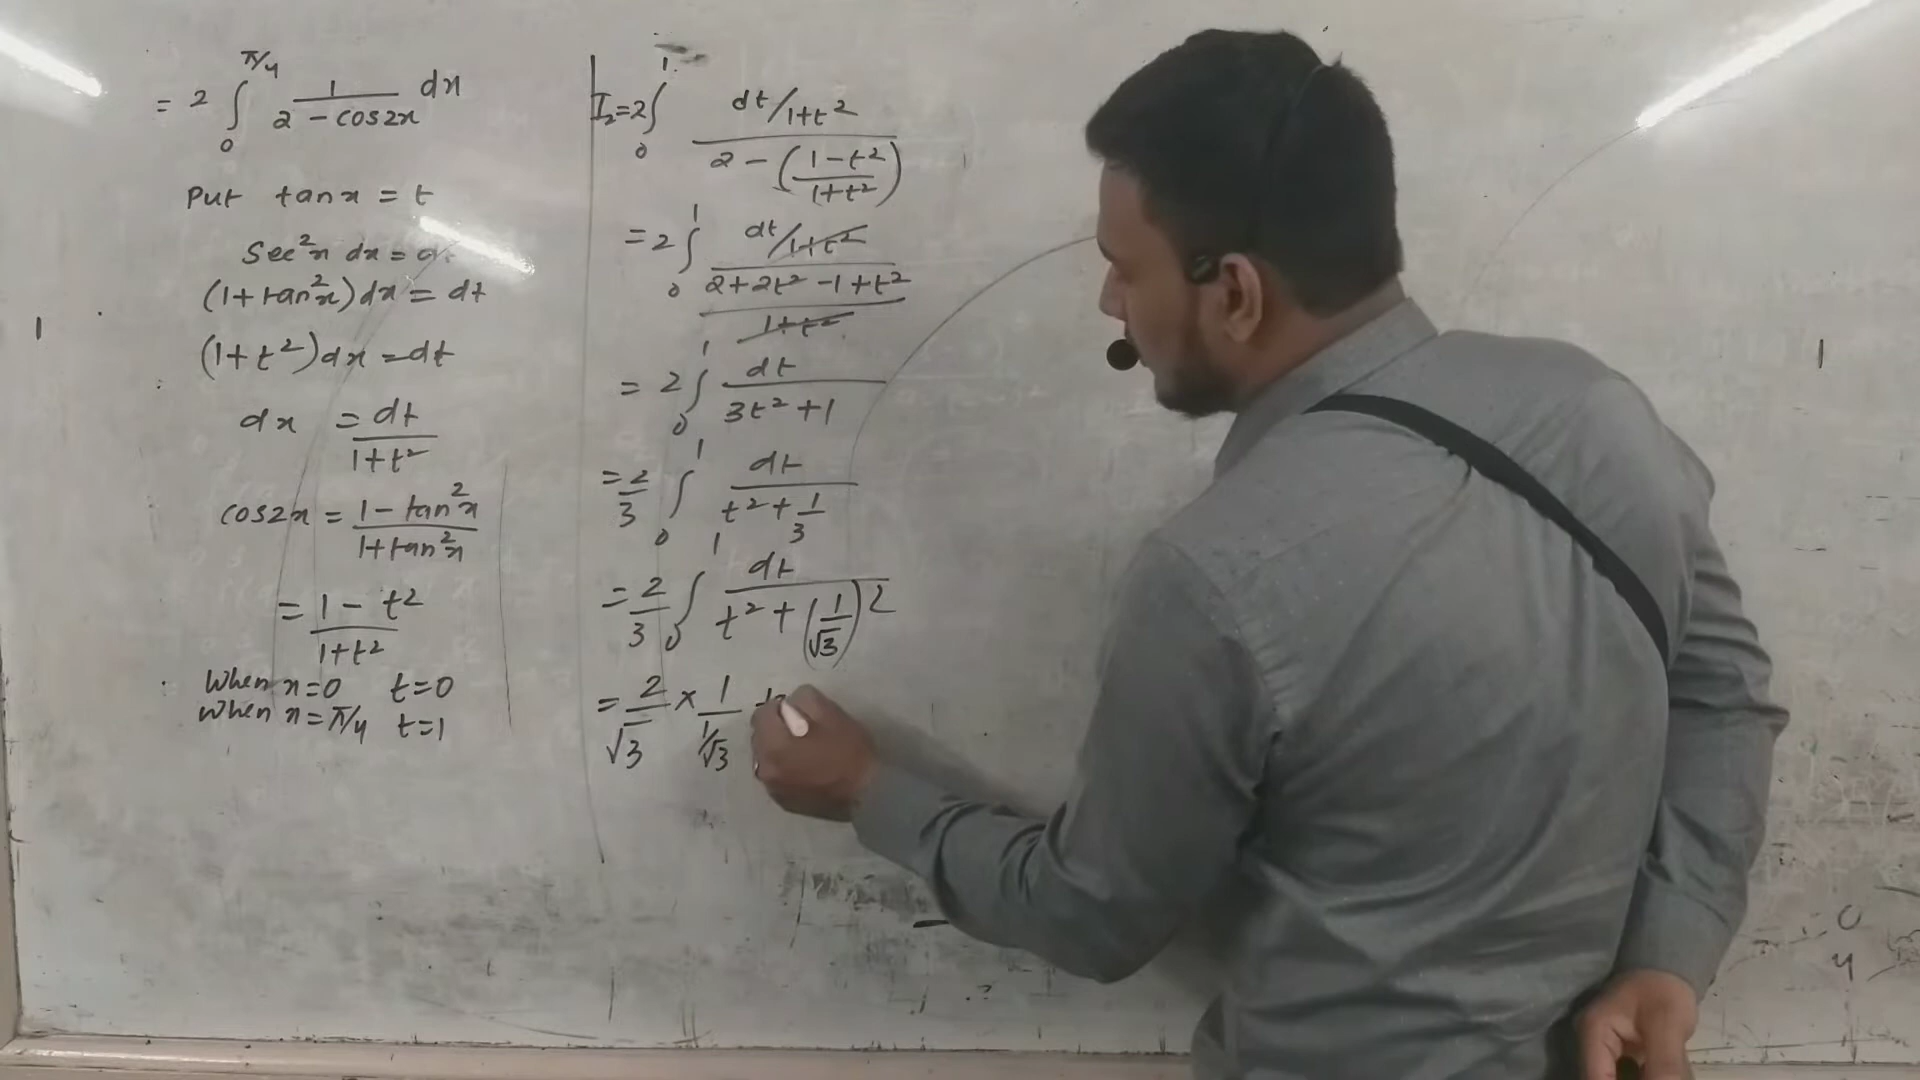 = 2 ∫₀^{π/4} 1/(2 - cos2x) dx
Put tanx = t
Sec²x dx =
(1 + tan²x) dx = dt
(1 + t²) dx = dt
dx = dt/(1+t²)
cos2x = (1 - tan²x)/(1 + tan²x)
= (1 - t²)/(1 + t²)
When x = 0 t = 0
When x = π/4 t = 1
I₂ = 2 ∫₀¹ (dt/1+t²)/(2 - ((1-t²)/(1+t²)))
= 2 ∫₀¹ (dt/1+t²)/((2+2t²-1+t²)/(1+t²))
= 2 ∫₀¹ dt/(3t²+1)
= 2/3 ∫₀¹ dt/(t² + 1/3)
= 2/3 ∫₀¹ dt/(t² + (1/√3)²)
= 2/√3 × 1/(1/√3)